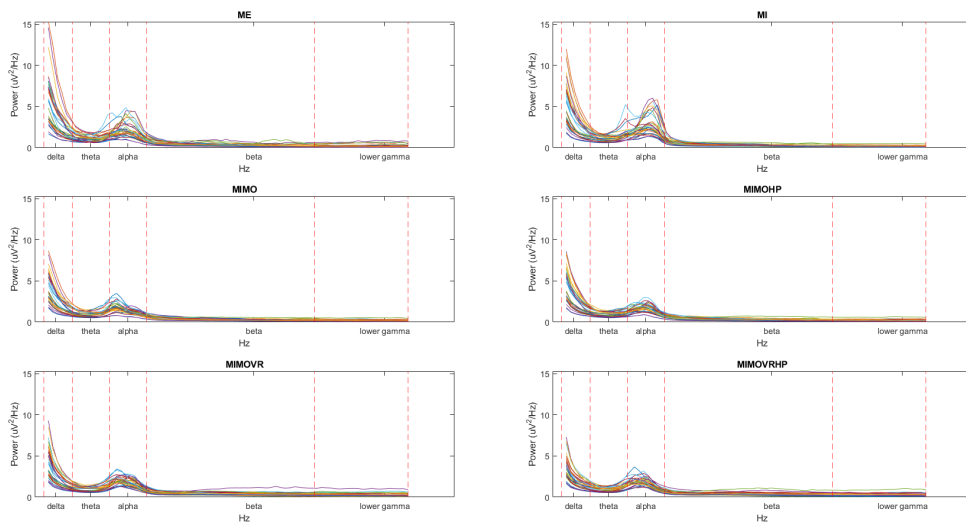 ME
15
10
5
0
Power (uV²/Hz)
delta theta alpha beta lower gamma
Hz
MI
15
10
5
0
Power (uV²/Hz)
delta theta alpha beta lower gamma
Hz
MIMO
15
10
5
0
Power (uV²/Hz)
delta theta alpha beta lower gamma
Hz
MIMOHP
15
10
5
0
Power (uV²/Hz)
delta theta alpha beta lower gamma
Hz
MIMOVR
15
10
5
0
Power (uV²/Hz)
delta theta alpha beta lower gamma
Hz
MIMOVRHP
15
10
5
0
Power (uV²/Hz)
delta theta alpha beta lower gamma
Hz